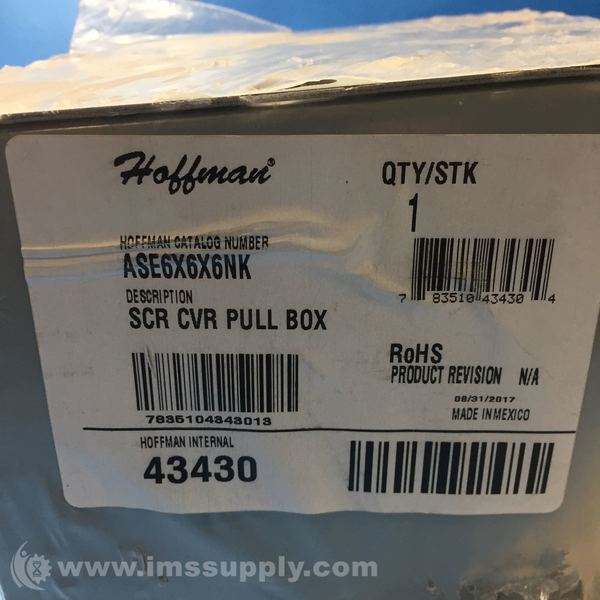 Hoffman®
QTY/STK
1
HOFFMAN CATALOG NUMBER
ASE6X6X6NK
7 83510 43430 4
DESCRIPTION
SCR CVR PULL BOX
RoHS
PRODUCT REVISION N/A
08/31/2017
MADE IN MEXICO
7835104343013
HOFFMAN INTERNAL
43430
www.imssupply.com